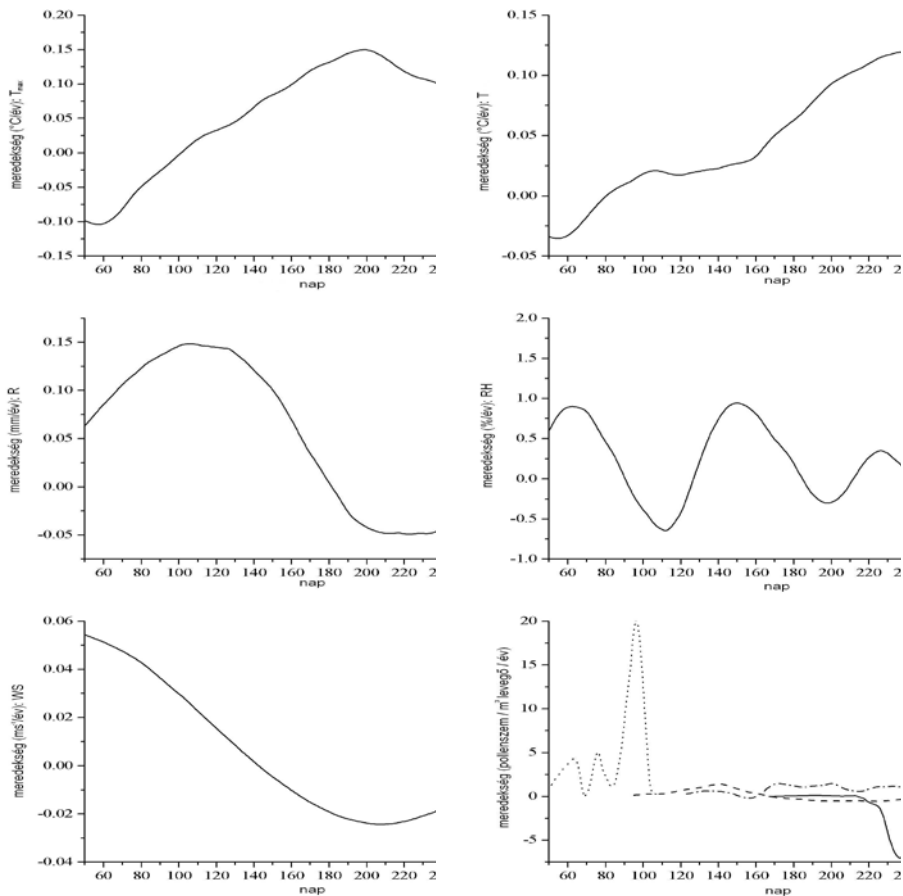 0.20
0.15
0.10
0.05
0.00
-0.05
-0.10
-0.15
meredekség (°C/év): Tmax
60 80 100 120 140 160 180 200 220 2
nap
0.10
0.05
0.00
-0.05
meredekség (°C/év): T
60 80 100 120 140 160 180 200 220
nap
0.15
0.10
0.05
0.00
-0.05
meredekség (mm/év): R
60 80 100 120 140 160 180 200 220 2
nap
2.0
1.5
1.0
0.5
0.0
-0.5
-1.0
meredekség (%/év): RH
60 80 100 120 140 160 180 200 220
nap
0.06
0.04
0.02
0.00
-0.02
-0.04
meredekség (ms⁻¹/év): WS
60 80 100 120 140 160 180 200 220 2
nap
20
15
10
5
0
-5
meredekség (pollenszem / m³ levegő / év)
60 80 100 120 140 160 180 200 220
nap